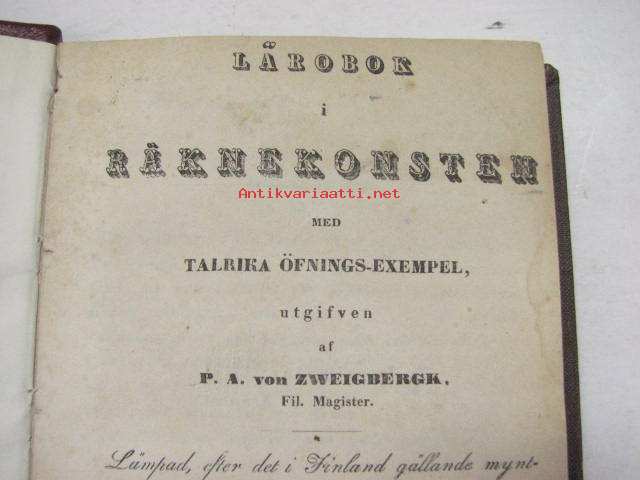 LÄROBOK
i
RÄKNEKONSTEN
Antikvariaatti.net
MED
TALRIKA ÖFNINGS-EXEMPEL,
utgifven
af
P. A. von ZWEIGBERGK,
Fil. Magister.
Lämpad, efter det i Finland gällande mynt-